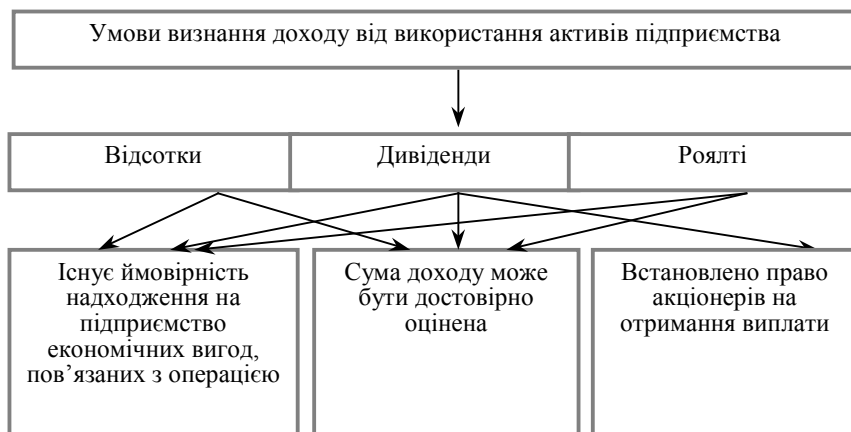 Умови визнання доходу від використання активів підприємства
Відсотки
Дивіденди
Роялті
Існує ймовірність
надходження на
підприємство
економічних вигод,
пов’язаних з операцією
Сума доходу може
бути достовірно
оцінена
Встановлено право
акціонерів на
отримання виплати